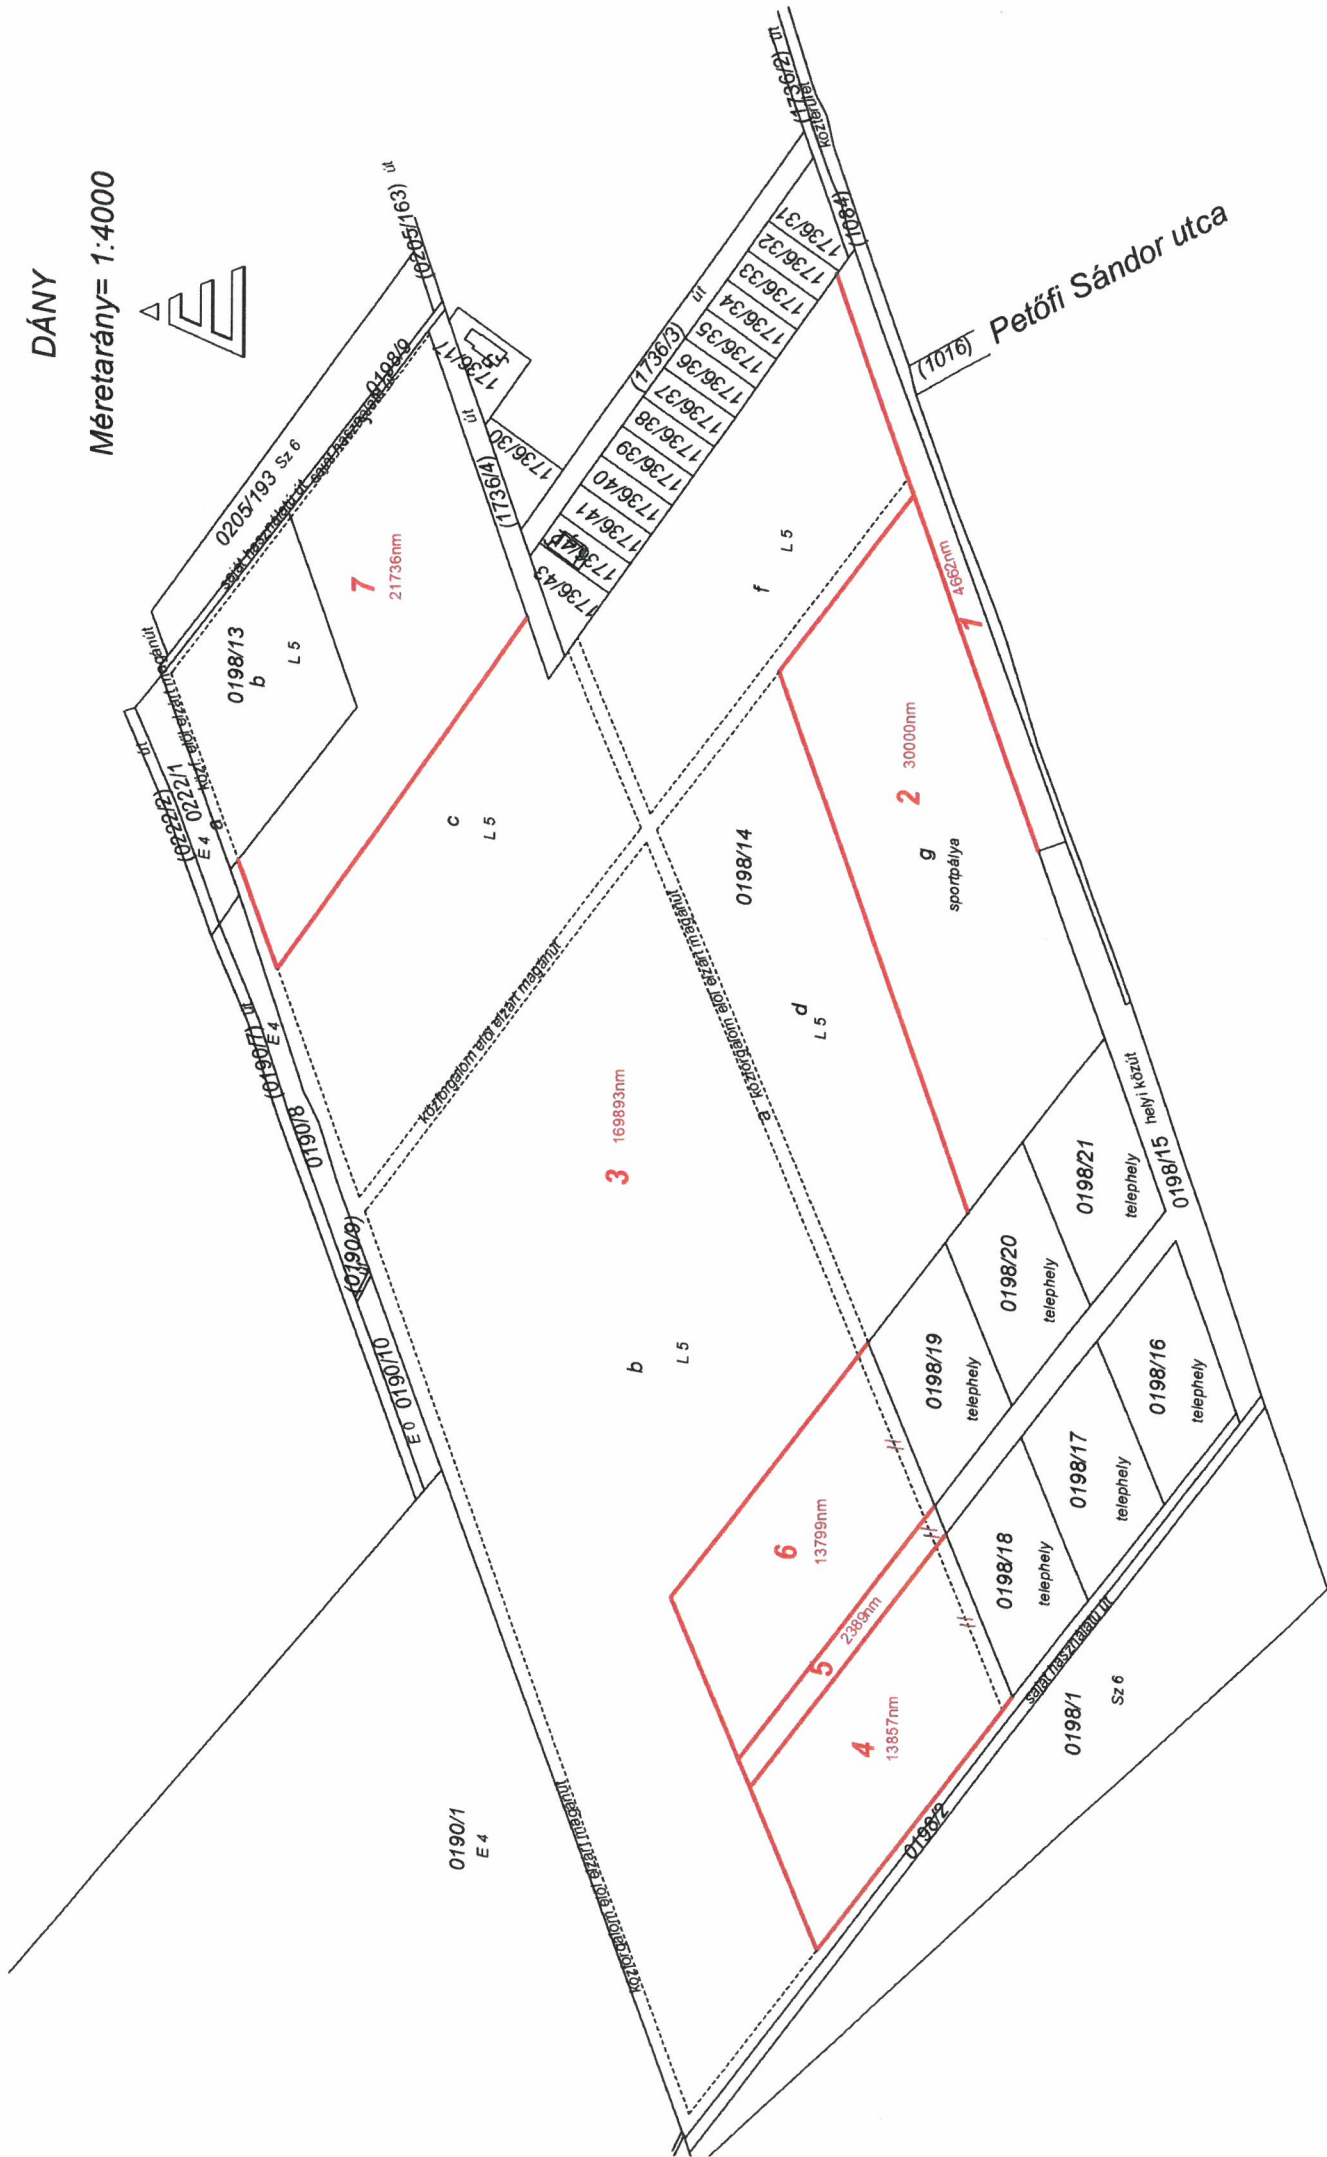 DÁNY
Méretarány= 1:4000
(0205/163) út
0205/193 Sz 6
0198/9
saját használatú út
1736/17
út
(1736/4)
1736/30
(1736/2) út
közterület
(1084)
(1736/3) út
1736/31
1736/32
1736/33
1736/34
1736/35
1736/36
1736/37
1736/38
1736/39
1736/40
1736/41
1736/43
(1016) Petőfi Sándor utca
7
21736nm
0198/13
b
L 5
(0222/2) út
E 4 0222/1
a
c
L 5
f
L 5
1
4662nm
2 30000nm
g
sportpálya
0198/14
d
L 5
a közforgalom elől elzárt magánút
közforgalom elől elzárt magánút
(0190/7) út
E 4
0190/8
(0190/9)
E 0 0190/10
3 169893nm
b
L 5
0198/15 helyi közút
0198/21
telephely
0198/20
telephely
0198/19
telephely
0198/16
telephely
0198/17
telephely
0198/18
telephely
6
13799nm
5 2389nm
4
13857nm
saját használatú út
0198/1
Sz 6
0198/2
0190/1
E 4
közforgalom elől elzárt magánút